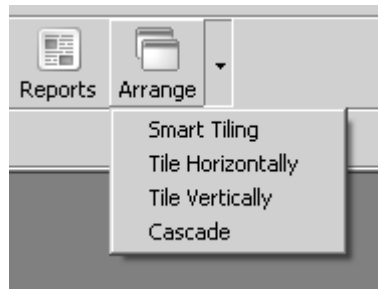 Reports Arrange
Smart Tiling
Tile Horizontally
Tile Vertically
Cascade